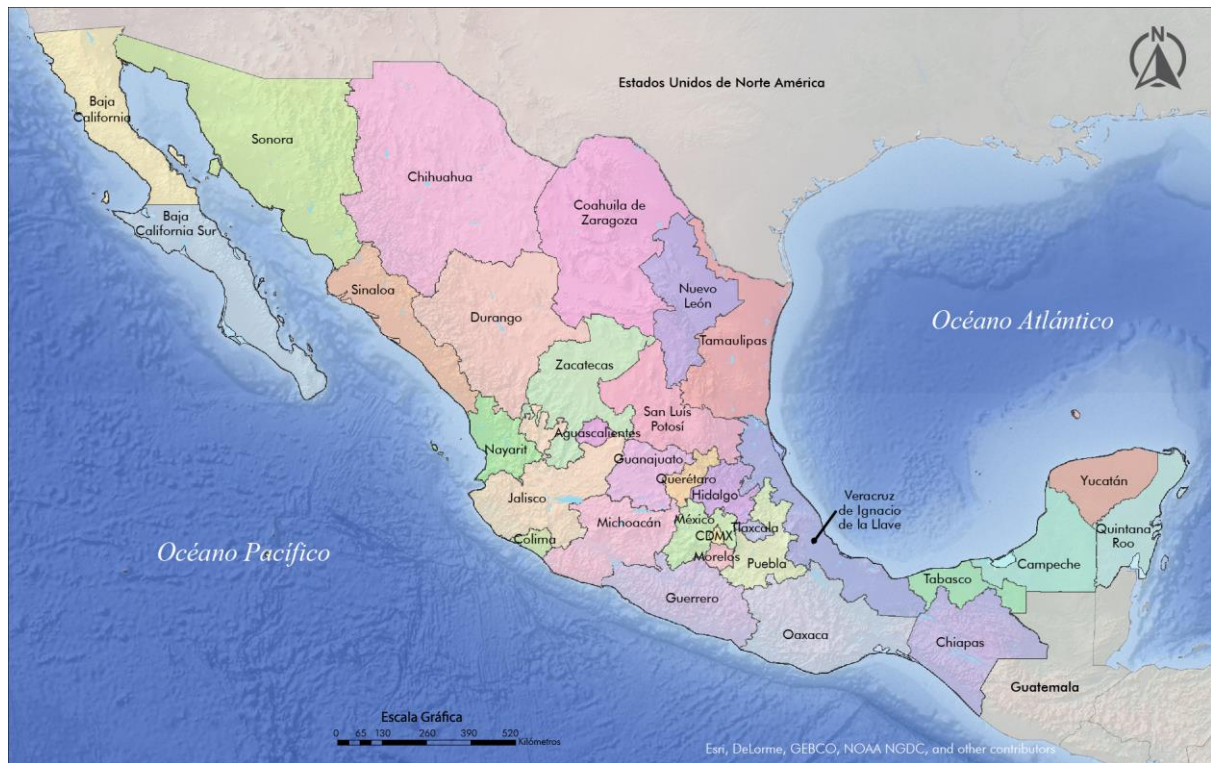 N
Estados Unidos de Norte América
Baja
California
Sonora
Chihuahua
Coahuila de
Zaragoza
Baja
California Sur
Sinaloa
Nuevo
León
Durango
Océano Atlántico
Tamaulipas
Zacatecas
San Luís
Potosí
Aguascalientes
Nayarit
Guanajuato
Querétaro
Yucatán
Hidalgo
Jalisco
Veracruz
de Ignacio
de la Llave
Michoacán
México
Tlaxcala
Quintana
Roo
CDMX
Colima
Océano Pacífico
Morelos
Puebla
Campeche
Tabasco
Guerrero
Oaxaca
Chiapas
Guatemala
Escala Gráfica
0 65 130 260 390 520
Kilómetros
Esri, DeLorme, GEBCO, NOAA NGDC, and other contributors